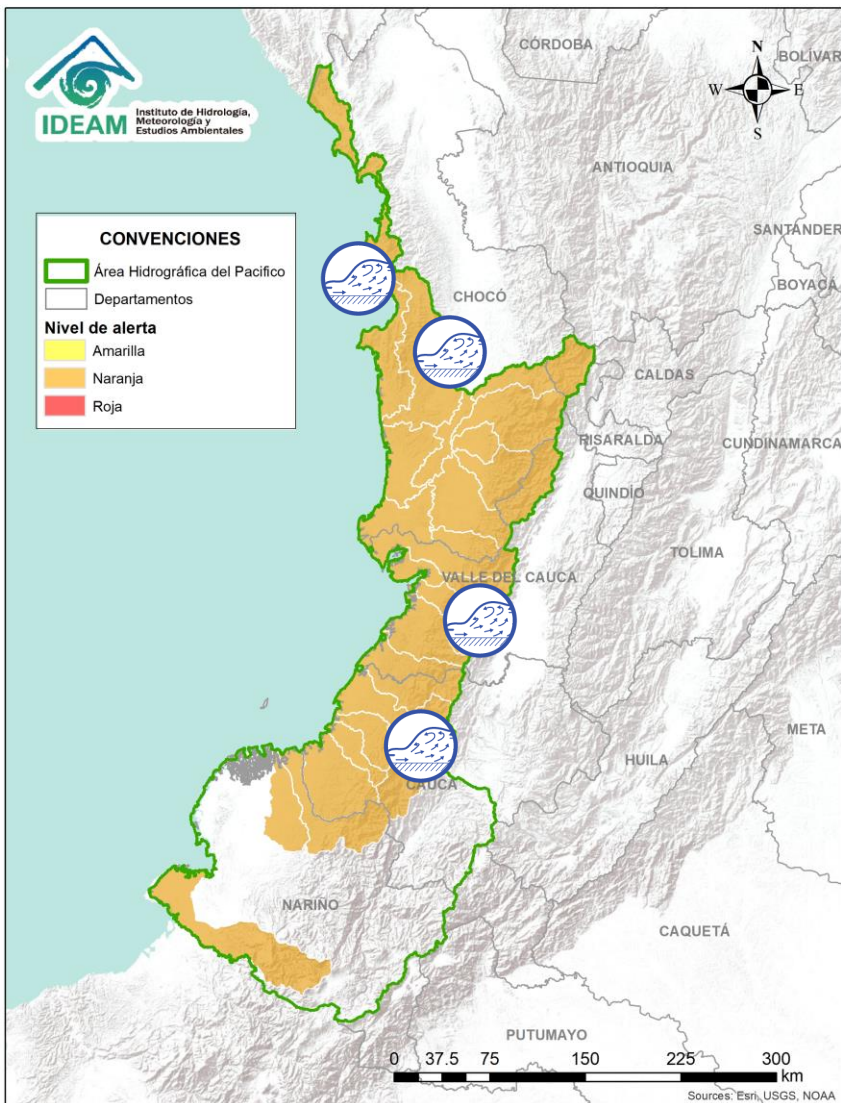 IDEAM
Instituto de Hidrología,
Meteorología y
Estudios Ambientales
CÓRDOBA
BOLÍVAR
N
W
E
S
ANTIOQUIA
SANTANDER
BOYACÁ
CONVENCIONES
Área Hidrográfica del Pacifico
Departamentos
Nivel de alerta
Amarilla
Naranja
Roja
CHOCÓ
CALDAS
RISARALDA
CUNDINAMARCA
QUINDÍO
TOLIMA
VALLE DEL CAUCA
META
HUILA
CAUCA
NARIÑO
CAQUETÁ
PUTUMAYO
0 37.5 75 150 225 300
km
Sources: Esri, USGS, NOAA